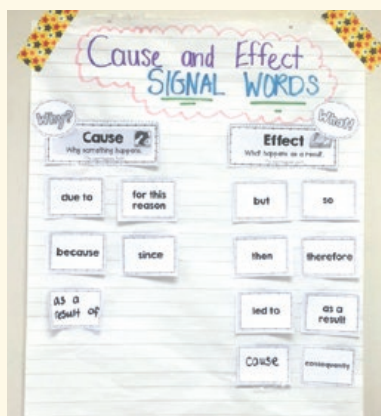 Cause and Effect
SIGNAL WORDS
Why?
What?
Cause
Why something happens.
Effect
What happens as a result.
due to
for this
reason
but
so
because
since
then
therefore
as a
result of
led to
as a
result
cause
consequently